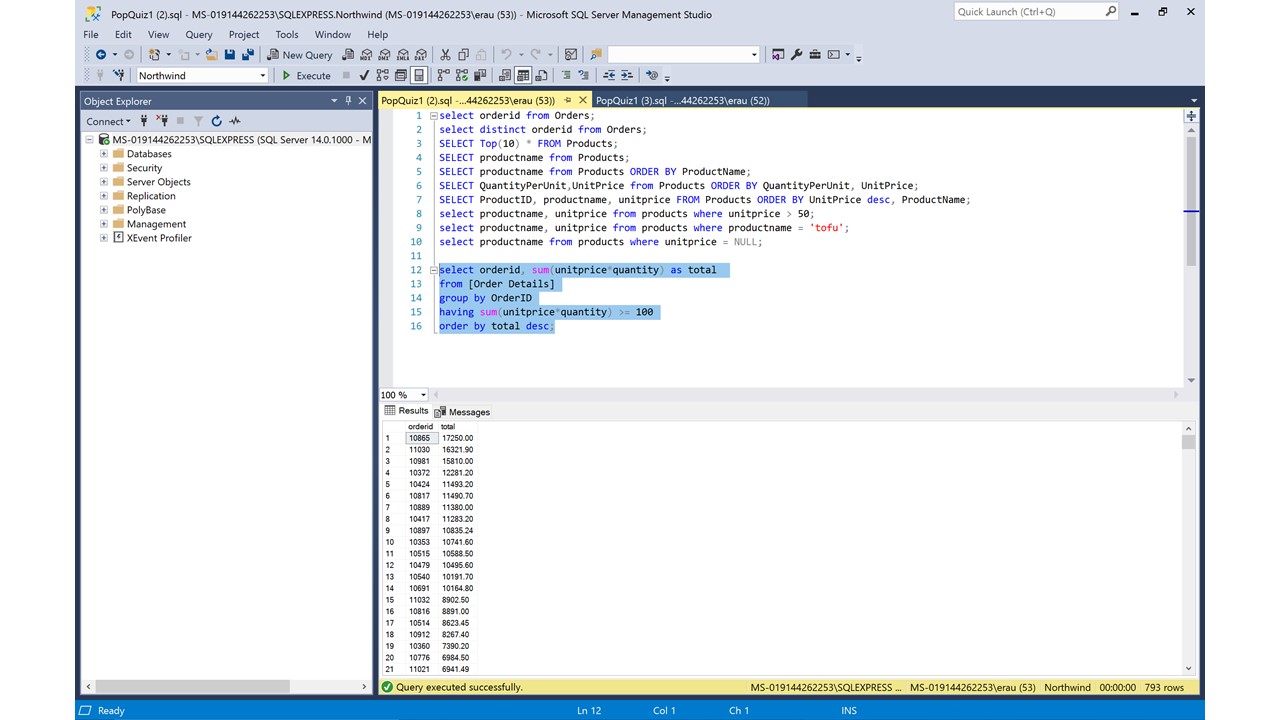 PopQuiz1 (2).sql - MS-019144262253\SQLEXPRESS.Northwind (MS-019144262253\erau (53)) - Microsoft SQL Server Management Studio
Quick Launch (Ctrl+Q)
File Edit View Query Project Tools Window Help
New Query
Northwind Execute
Object Explorer
Connect
MS-019144262253\SQLEXPRESS (SQL Server 14.0.1000 - M
Databases
Security
Server Objects
Replication
PolyBase
Management
XEvent Profiler
PopQuiz1 (2).sql -...44262253\erau (53)) PopQuiz1 (3).sql -...44262253\erau (52))
1 select orderid from Orders;
2 select distinct orderid from Orders;
3 SELECT Top(10) * FROM Products;
4 SELECT productname from Products;
5 SELECT productname from Products ORDER BY ProductName;
6 SELECT QuantityPerUnit,UnitPrice from Products ORDER BY QuantityPerUnit, UnitPrice;
7 SELECT ProductID, productname, unitprice FROM Products ORDER BY UnitPrice desc, ProductName;
8 select productname, unitprice from products where unitprice > 50;
9 select productname, unitprice from products where productname = 'tofu';
10 select productname from products where unitprice = NULL;
11
12 select orderid, sum(unitprice*quantity) as total
13 from [Order Details]
14 group by OrderID
15 having sum(unitprice*quantity) >= 100
16 order by total desc;
100 %
Results Messages
orderid total
1 10865 17250.00
2 11030 16321.90
3 10981 15810.00
4 10372 12281.20
5 10424 11493.20
6 10817 11490.70
7 10889 11380.00
8 10417 11283.20
9 10897 10835.24
10 10353 10741.60
11 10515 10588.50
12 10479 10495.60
13 10540 10191.70
14 10691 10164.80
15 11032 8902.50
16 10816 8891.00
17 10514 8623.45
18 10912 8267.40
19 10360 7390.20
20 10776 6984.50
21 11021 6941.49
Query executed successfully. MS-019144262253\SQLEXPRESS ... MS-019144262253\erau (53) Northwind 00:00:00 793 rows
Ready Ln 12 Col 1 Ch 1 INS